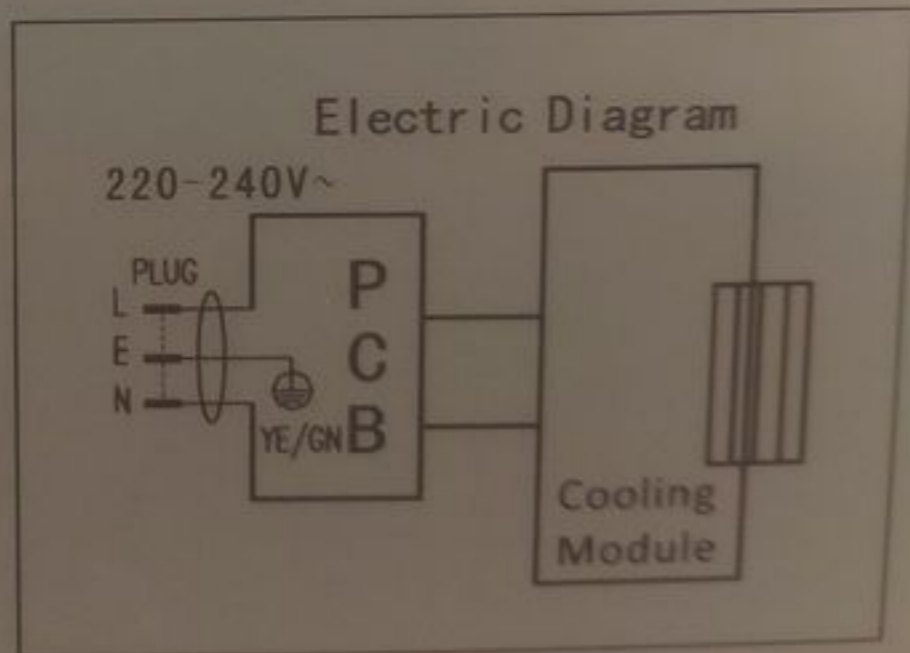 Electric Diagram
220-240V~
PLUG
L
E
N
YE/GN
P
C
B
Cooling
Module